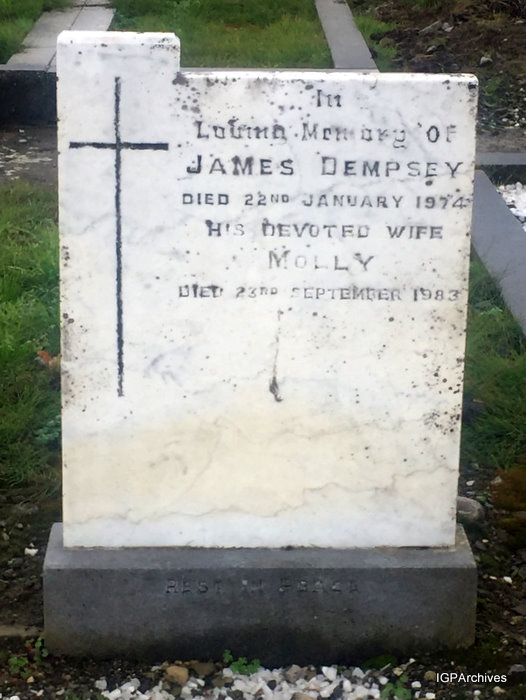 In
Loving Memory OF
JAMES DEMPSEY
DIED 22ND JANUARY 1974
HIS DEVOTED WIFE
MOLLY
DIED 23RD SEPTEMBER 1983
REST IN PEACE
IGPArchives